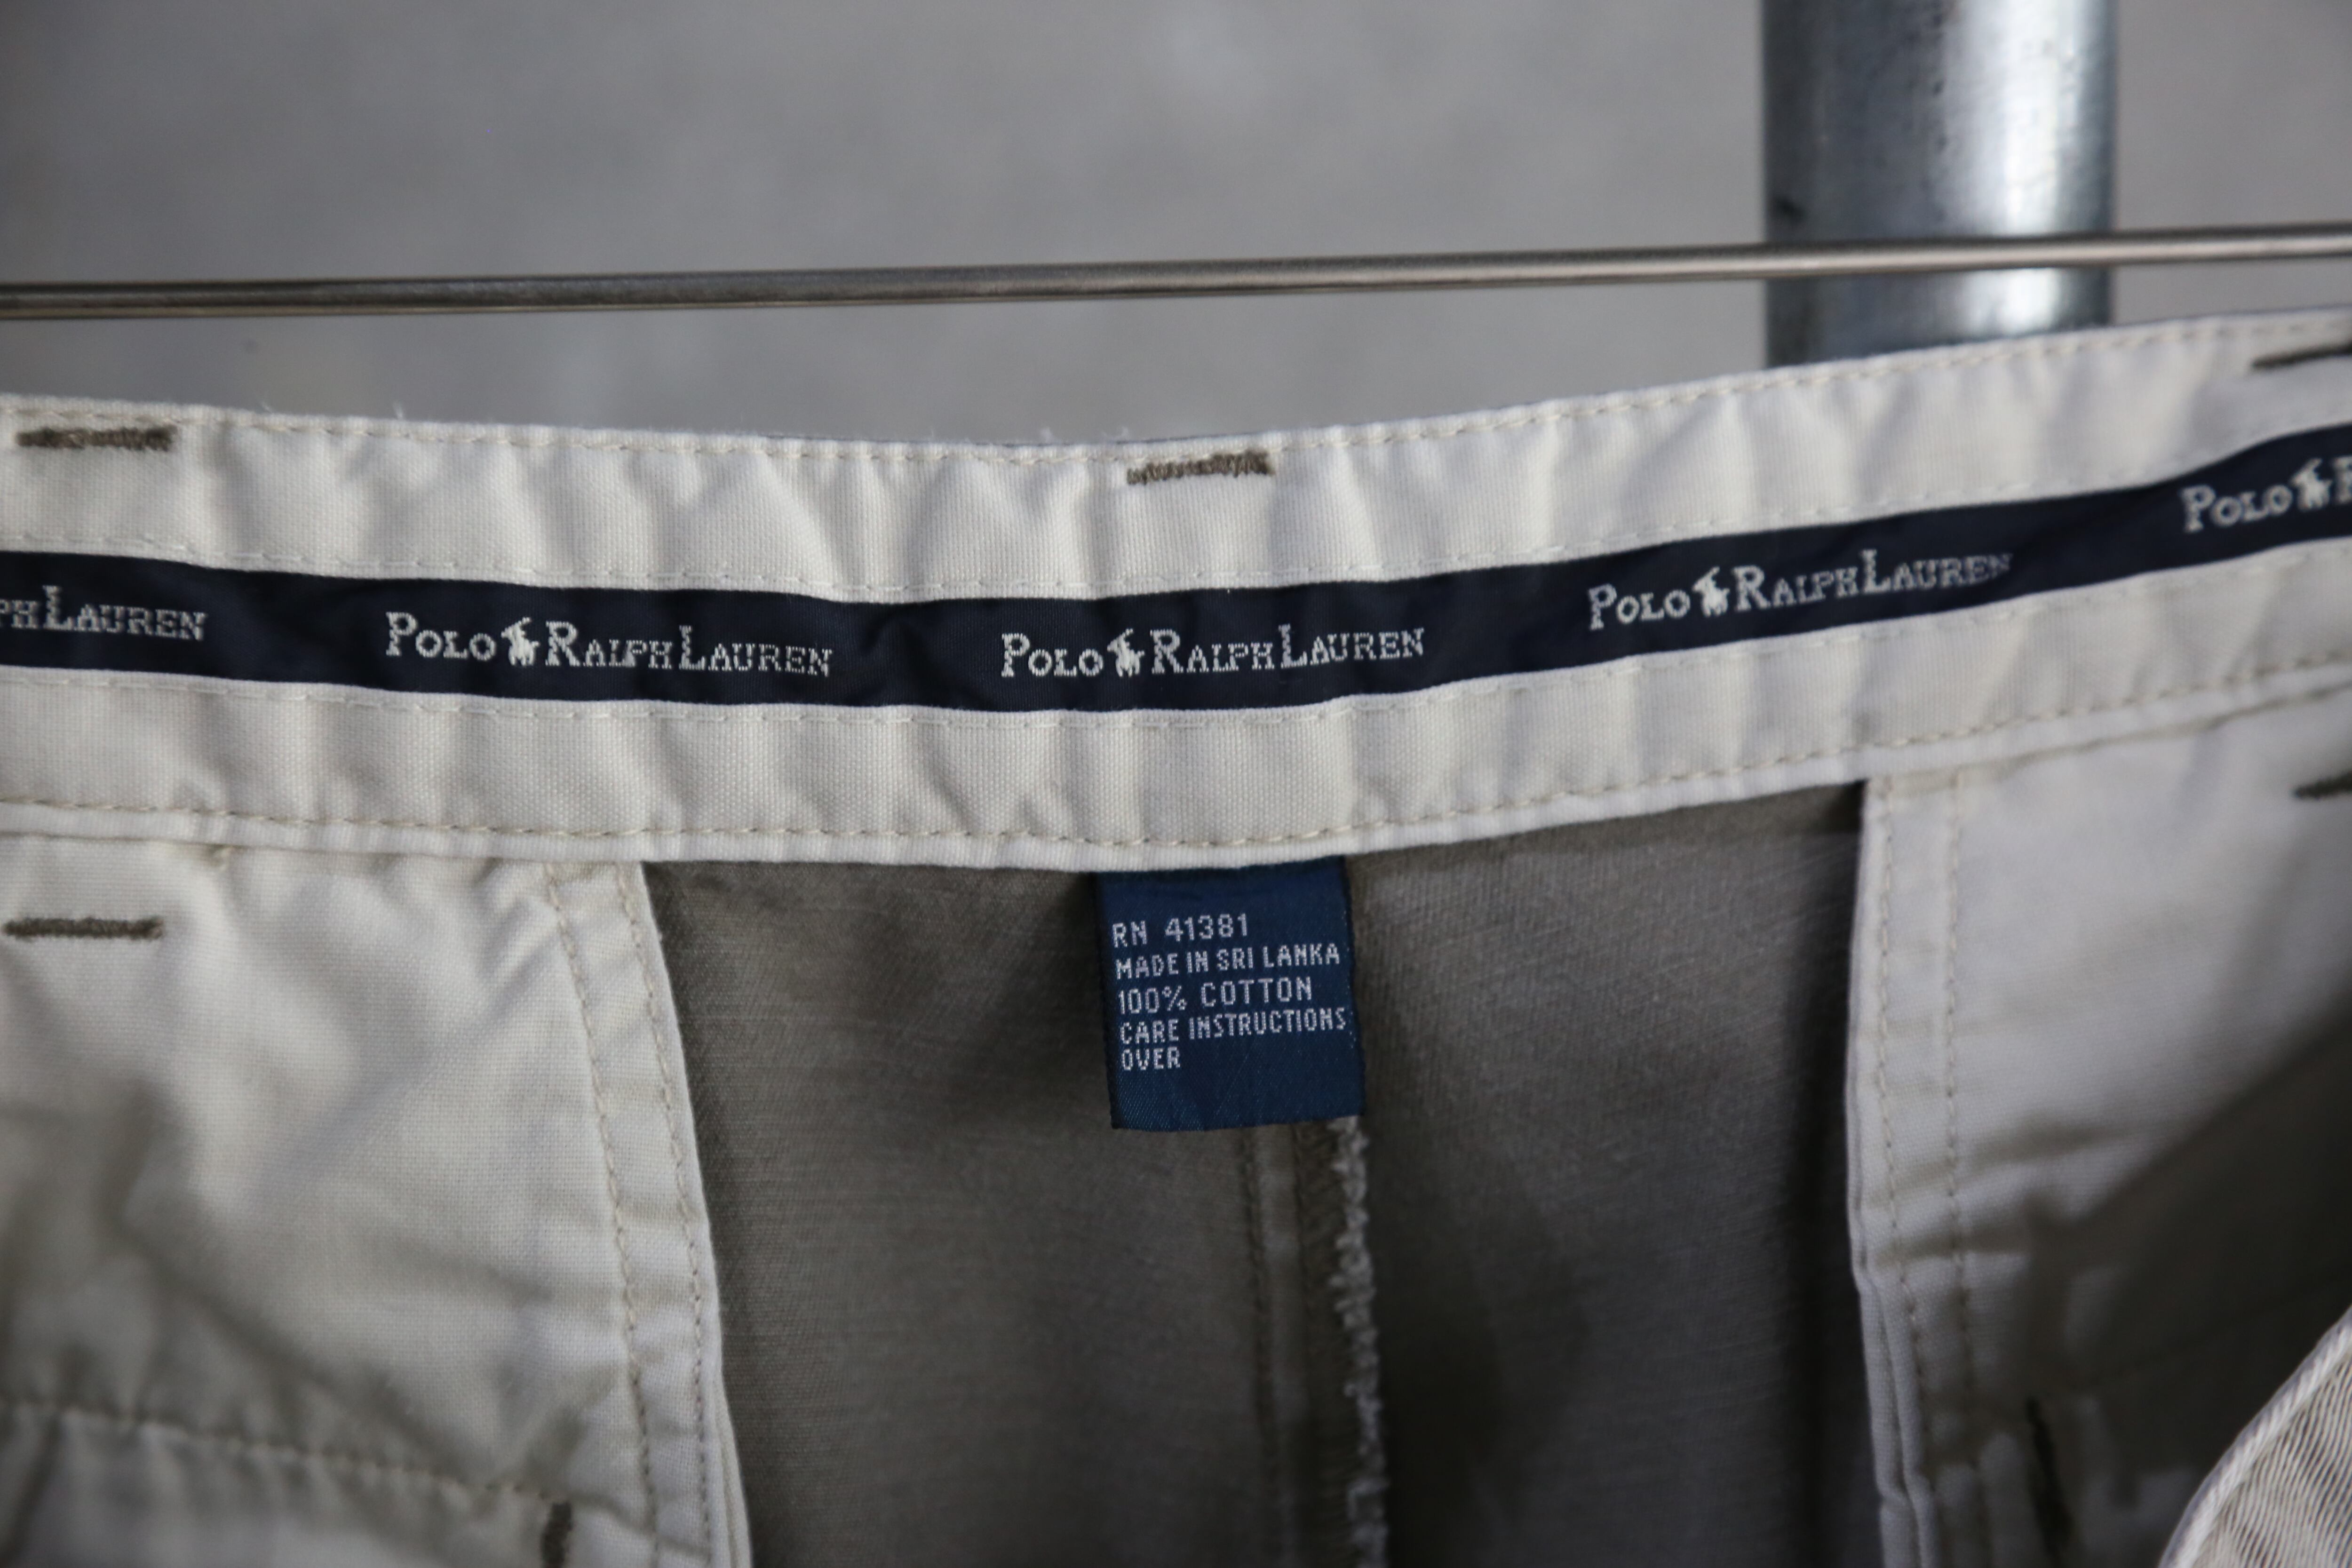 PH LAUREN
POLO RALPH LAUREN
POLO RALPH LAUREN
POLO RALPH LAUREN
POLO R
RN 41381
MADE IN SRI LANKA
100% COTTON
CARE INSTRUCTIONS
OVER